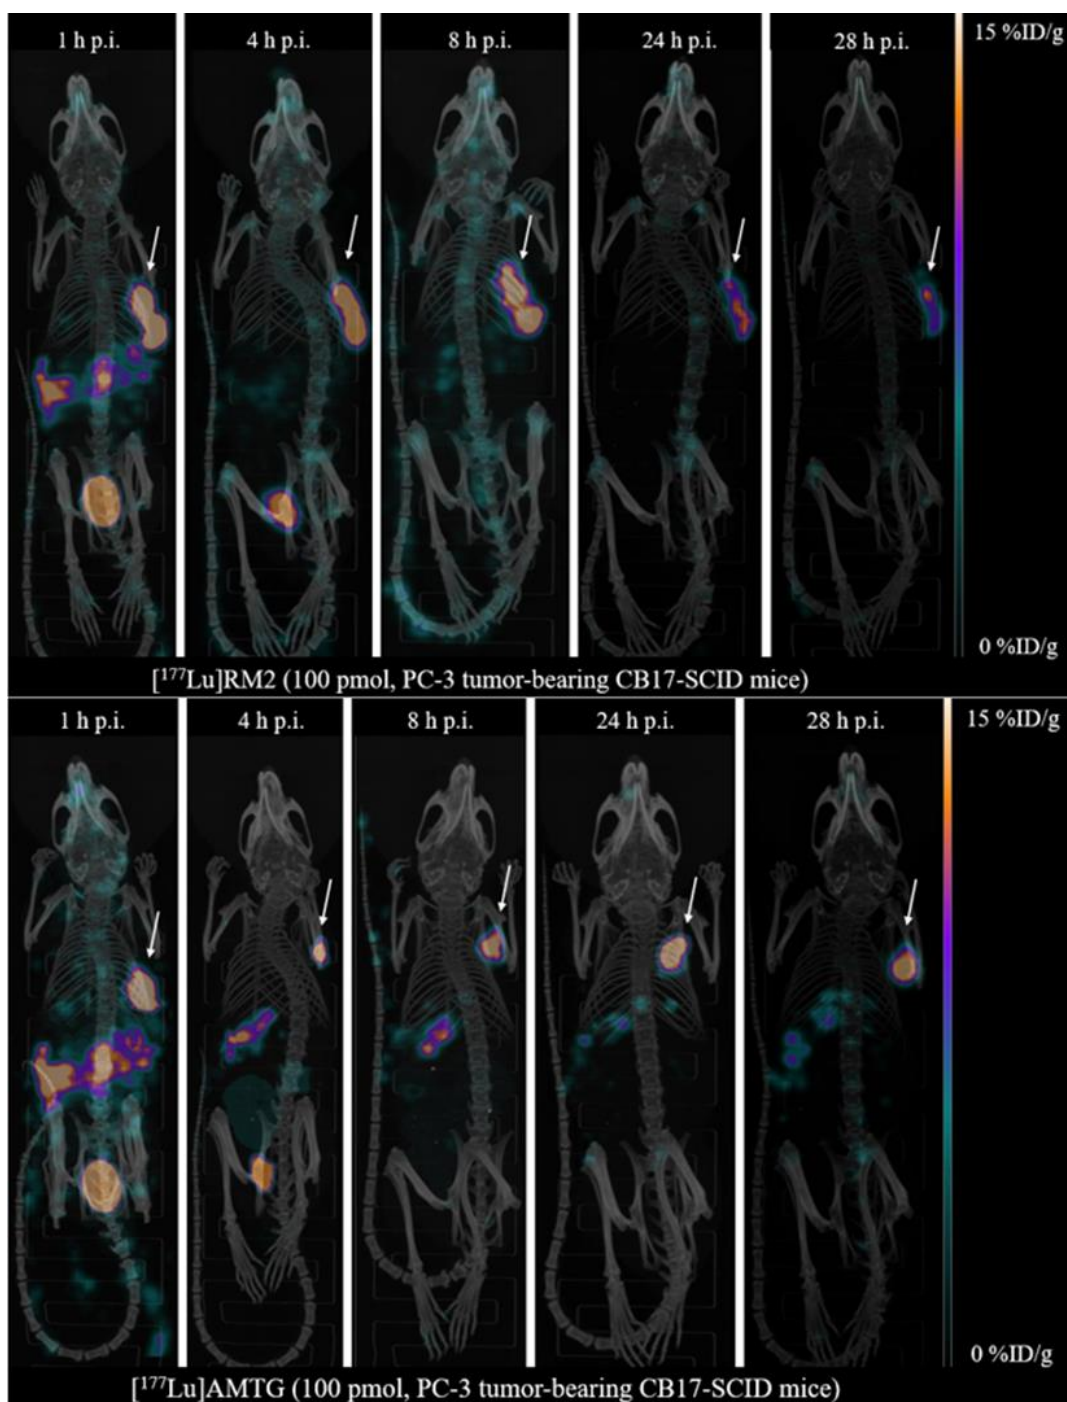 1 h p.i. 4 h p.i. 8 h p.i. 24 h p.i. 28 h p.i. 15 %ID/g
0 %ID/g
[¹⁷⁷Lu]RM2 (100 pmol, PC-3 tumor-bearing CB17-SCID mice)
1 h p.i. 4 h p.i. 8 h p.i. 24 h p.i. 28 h p.i. 15 %ID/g
0 %ID/g
[¹⁷⁷Lu]AMTG (100 pmol, PC-3 tumor-bearing CB17-SCID mice)